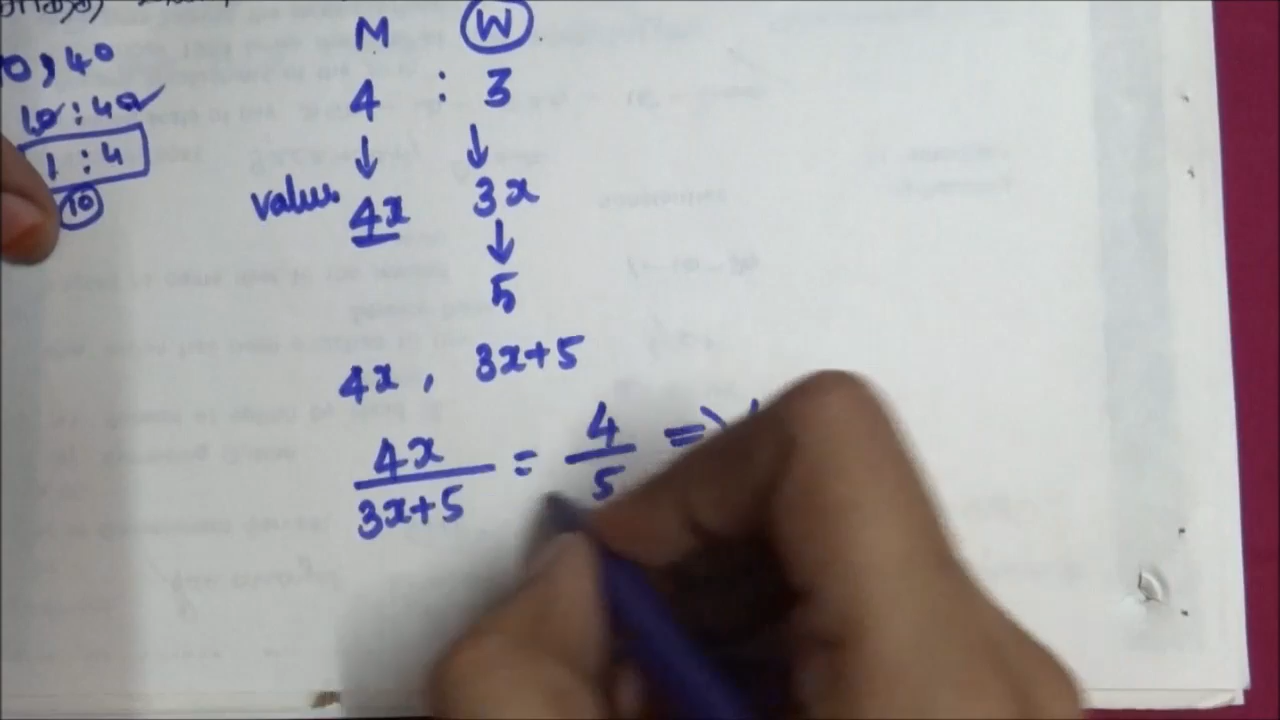 M W
0, 40
10 : 40
4 : 3
1 : 4
10
value 4x 3x
5
4x , 3x+5
4x/3x+5 = 4/5 =>